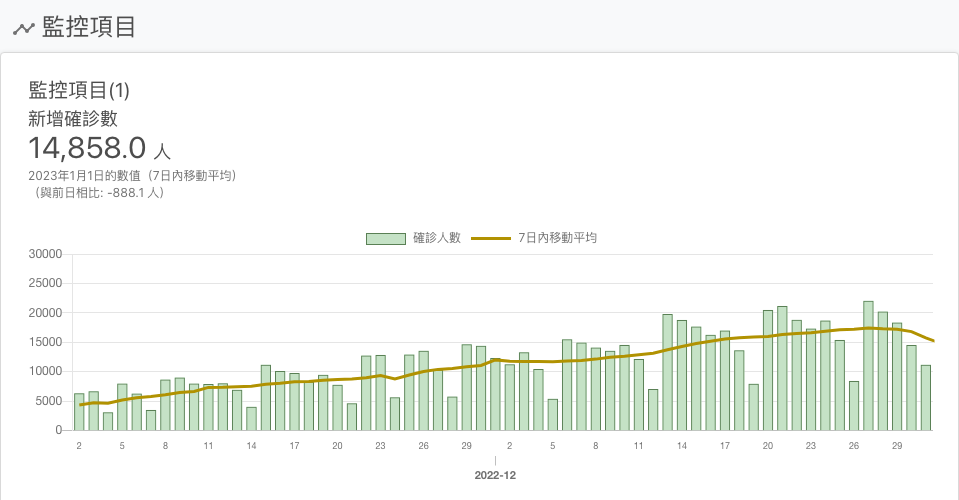 監控項目
監控項目(1)
新增確診數
14,858.0 人
2023年1月1日的數值（7日內移動平均）
（與前日相比: -888.1 人）
確診人數 7日內移動平均
30000
25000
20000
15000
10000
5000
0
2 5 8 11 14 17 20 23 26 29 2 5 8 11 14 17 20 23 26 29
2022-12